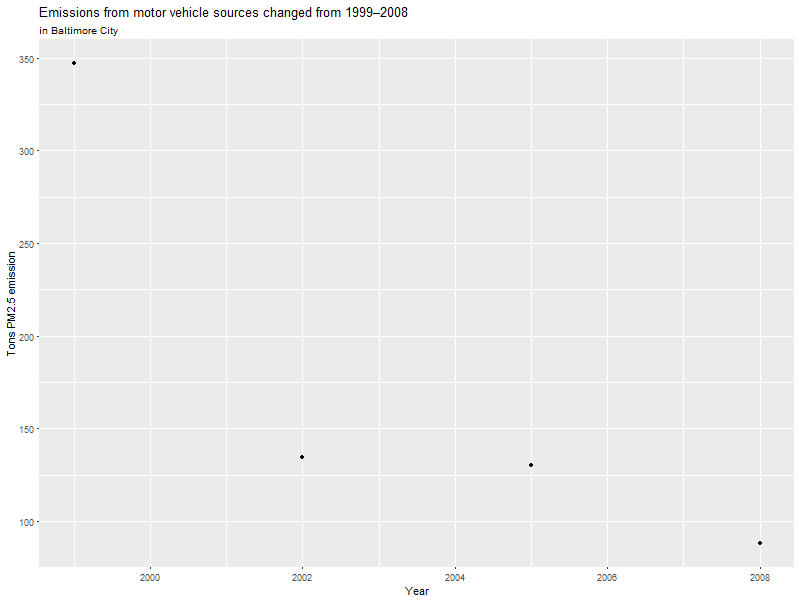 Emissions from motor vehicle sources changed from 1999–2008
in Baltimore City
Tons PM2.5 emission
350
300
250
200
150
100
2000
2002
2004
2006
2008
Year